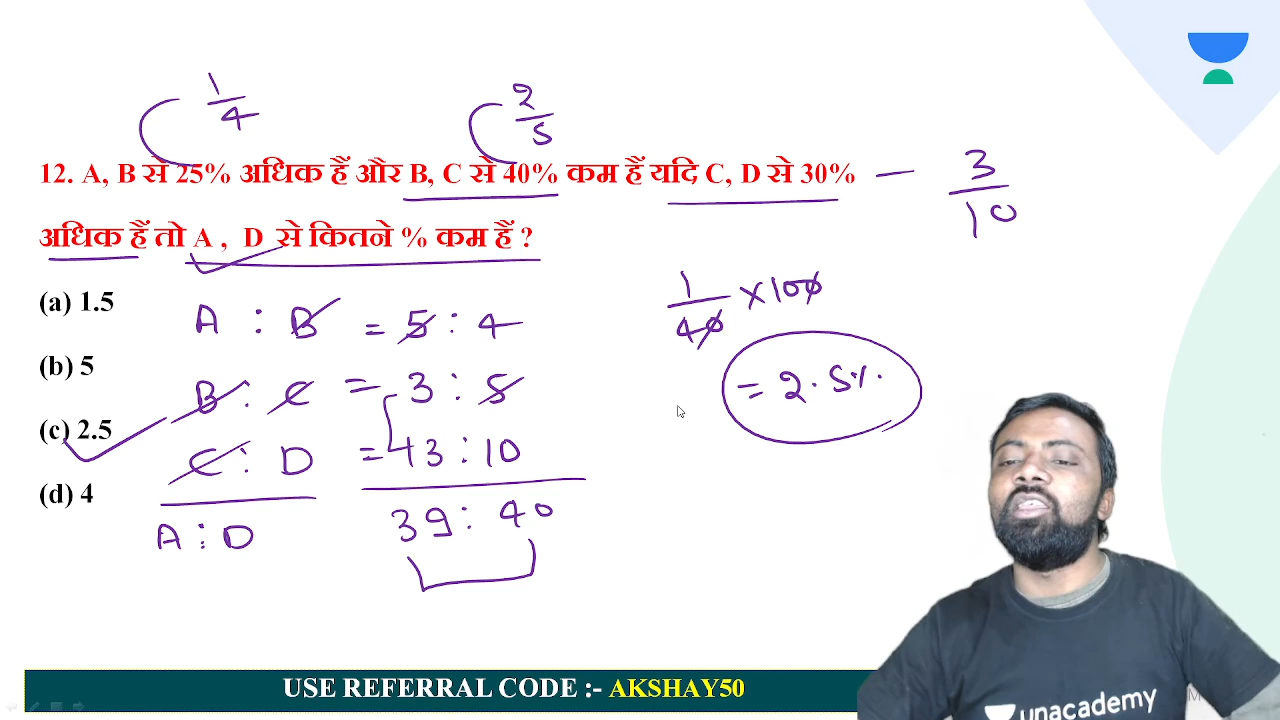 1/4
2/5
12. A, B से 25% अधिक हैं और B, C से 40% कम हैं यदि C, D से 30% — 3/10
अधिक हैं तो A , D से कितने % कम हैं ?
(a) 1.5
A : B = 5 : 4
1/40 × 100
(b) 5
B : C = 3 : 5
= 2.5%
(c) 2.5
C : D = 13 : 10
(d) 4
A : D 39 : 40
unacademy
USE REFERRAL CODE :- AKSHAY50